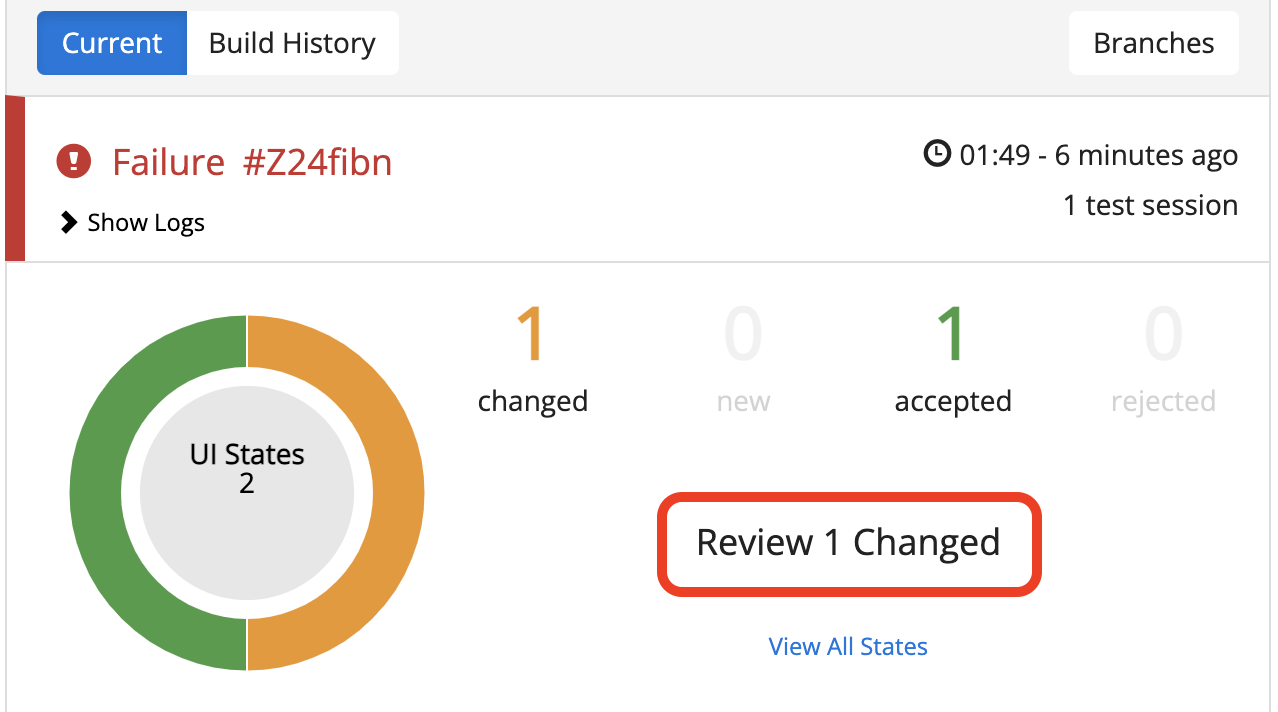 Current
Build History
Branches
Failure #Z24fibn
01:49 - 6 minutes ago
Show Logs
1 test session
UI States
2
1
changed
0
new
1
accepted
0
rejected
Review 1 Changed
View All States